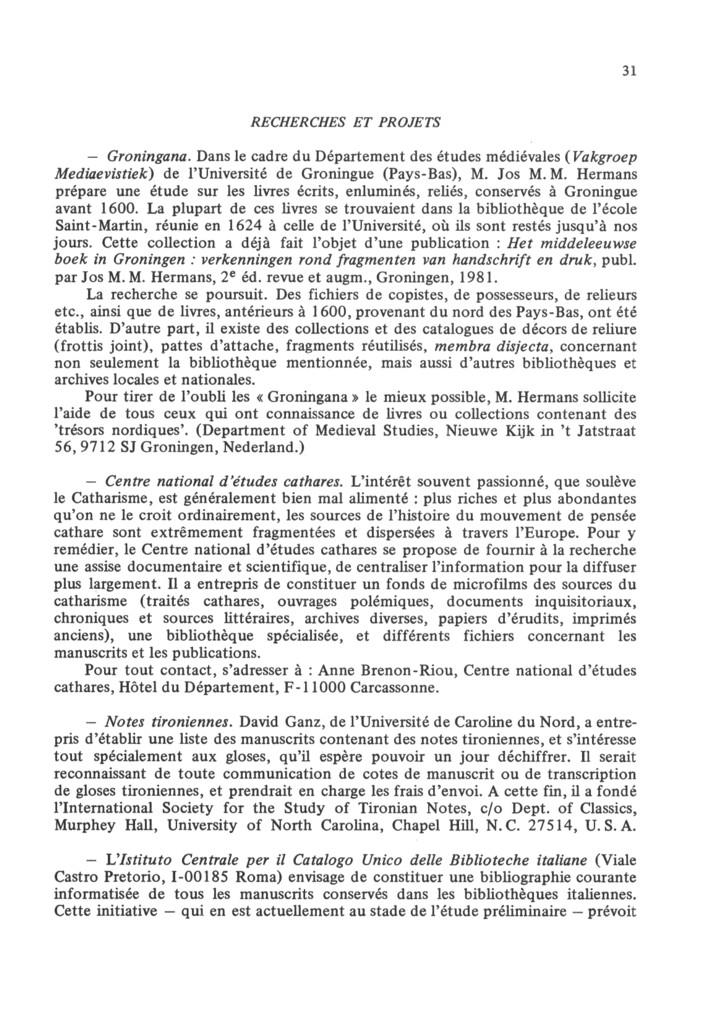 31
RECHERCHES ET PROJETS
— Groningana. Dans le cadre du Département des études médiévales (Vakgroep
Mediaevistiek) de l'Université de Groningue (Pays-Bas), M. Jos M. M. Hermans
prépare une étude sur les livres écrits, enluminés, reliés, conservés à Groningue
avant 1600. La plupart de ces livres se trouvaient dans la bibliothèque de l'école
Saint-Martin, réunie en 1624 à celle de l'Université, où ils sont restés jusqu'à nos
jours. Cette collection a déjà fait l'objet d'une publication : Het middeleeuwse
boek in Groningen : verkenningen rond fragmenten van handschrift en druk, publ.
par Jos M. M. Hermans, 2e éd. revue et augm., Groningen, 1981.
La recherche se poursuit. Des fichiers de copistes, de possesseurs, de relieurs
etc., ainsi que de livres, antérieurs à 1600, provenant du nord des Pays-Bas, ont été
établis. D'autre part, il existe des collections et des catalogues de décors de reliure
(frottis joint), pattes d'attache, fragments réutilisés, membra disjecta, concernant
non seulement la bibliothèque mentionnée, mais aussi d'autres bibliothèques et
archives locales et nationales.
Pour tirer de l'oubli les « Groningana » le mieux possible, M. Hermans sollicite
l'aide de tous ceux qui ont connaissance de livres ou collections contenant des
'trésors nordiques'. (Department of Medieval Studies, Nieuwe Kijk in 't Jatstraat
56, 9712 SJ Groningen, Nederland.)
— Centre national d'études cathares. L'intérêt souvent passionné, que soulève
le Catharisme, est généralement bien mal alimenté : plus riches et plus abondantes
qu'on ne le croit ordinairement, les sources de l'histoire du mouvement de pensée
cathare sont extrêmement fragmentées et dispersées à travers l'Europe. Pour y
remédier, le Centre national d'études cathares se propose de fournir à la recherche
une assise documentaire et scientifique, de centraliser l'information pour la diffuser
plus largement. Il a entrepris de constituer un fonds de microfilms des sources du
catharisme (traités cathares, ouvrages polémiques, documents inquisitoriaux,
chroniques et sources littéraires, archives diverses, papiers d'érudits, imprimés
anciens), une bibliothèque spécialisée, et différents fichiers concernant les
manuscrits et les publications.
Pour tout contact, s'adresser à : Anne Brenon-Riou, Centre national d'études
cathares, Hôtel du Département, F-11000 Carcassonne.
— Notes tironiennes. David Ganz, de l'Université de Caroline du Nord, a entre-
pris d'établir une liste des manuscrits contenant des notes tironiennes, et s'intéresse
tout spécialement aux gloses, qu'il espère pouvoir un jour déchiffrer. Il serait
reconnaissant de toute communication de cotes de manuscrit ou de transcription
de gloses tironiennes, et prendrait en charge les frais d'envoi. A cette fin, il a fondé
l'International Society for the Study of Tironian Notes, c/o Dept. of Classics,
Murphey Hall, University of North Carolina, Chapel Hill, N. C. 27514, U. S. A.
— L'Istituto Centrale per il Catalogo Unico delle Biblioteche italiane (Viale
Castro Pretorio, I-00185 Roma) envisage de constituer une bibliographie courante
informatisée de tous les manuscrits conservés dans les bibliothèques italiennes.
Cette initiative — qui en est actuellement au stade de l'étude préliminaire — prévoit